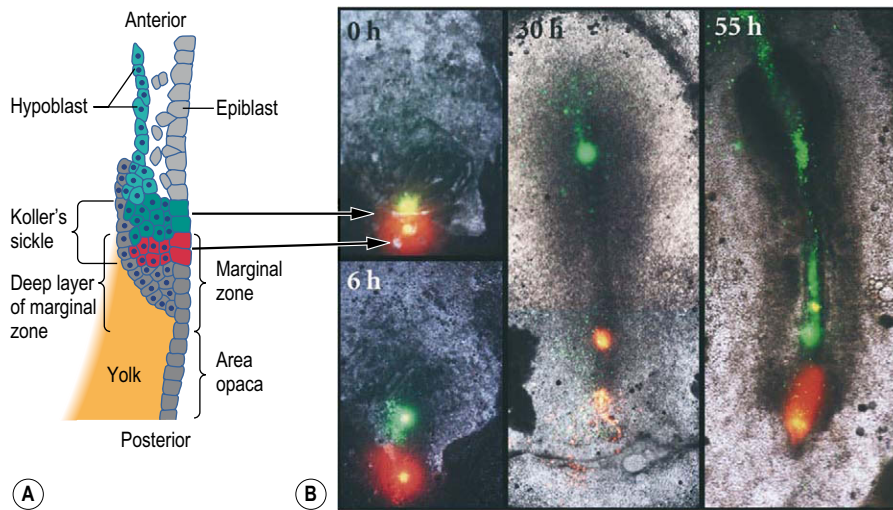 Anterior
Hypoblast
Epiblast
Koller's
sickle
Deep layer
of marginal
zone
Marginal
zone
Yolk
Area
opaca
Posterior
A
B
0 h
6 h
30 h
55 h